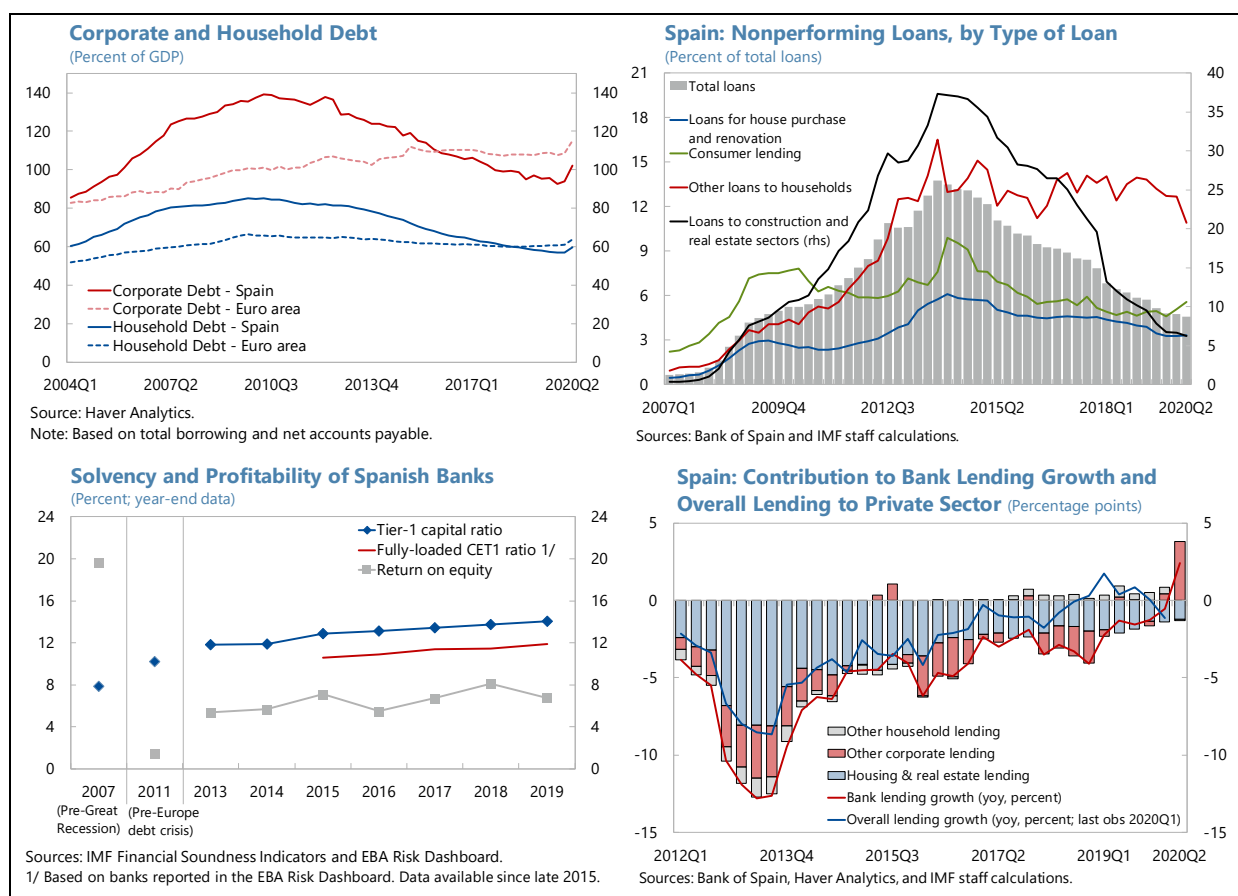 Corporate and Household Debt
(Percent of GDP)
140 140
120 120
100 100
80 80
60 60
40 40
20 20
0 0
Corporate Debt - Spain
Corporate Debt - Euro area
Household Debt - Spain
Household Debt - Euro area
2004Q1 2007Q2 2010Q3 2013Q4 2017Q1 2020Q2
Source: Haver Analytics.
Note: Based on total borrowing and net accounts payable.
Spain: Nonperforming Loans, by Type of Loan
(Percent of total loans)
21 40
18 35
15 30
12 25
9 20
6 15
3 10
0 5
0
Total loans
Loans for house purchase
and renovation
Consumer lending
Other loans to households
Loans to construction and
real estate sectors (rhs)
2007Q1 2009Q4 2012Q3 2015Q2 2018Q1 2020Q2
Sources: Bank of Spain and IMF staff calculations.
Solvency and Profitability of Spanish Banks
(Percent; year-end data)
24 24
20 20
16 16
12 12
8 8
4 4
0 0
Tier-1 capital ratio
Fully-loaded CET1 ratio 1/
Return on equity
2007 2011 2013 2014 2015 2016 2017 2018 2019
(Pre-Great
Recession)
(Pre-Europe
debt crisis)
Sources: IMF Financial Soundness Indicators and EBA Risk Dashboard.
1/ Based on banks reported in the EBA Risk Dashboard. Data available since late 2015.
Spain: Contribution to Bank Lending Growth and
Overall Lending to Private Sector (Percentage points)
5 5
0 0
-5 -5
-10 -10
-15 -15
Other household lending
Other corporate lending
Housing & real estate lending
Bank lending growth (yoy, percent)
Overall lending growth (yoy, percent; last obs 2020Q1)
2012Q1 2013Q4 2015Q3 2017Q2 2019Q1 2020Q2
Sources: Bank of Spain, Haver Analytics, and IMF staff calculations.